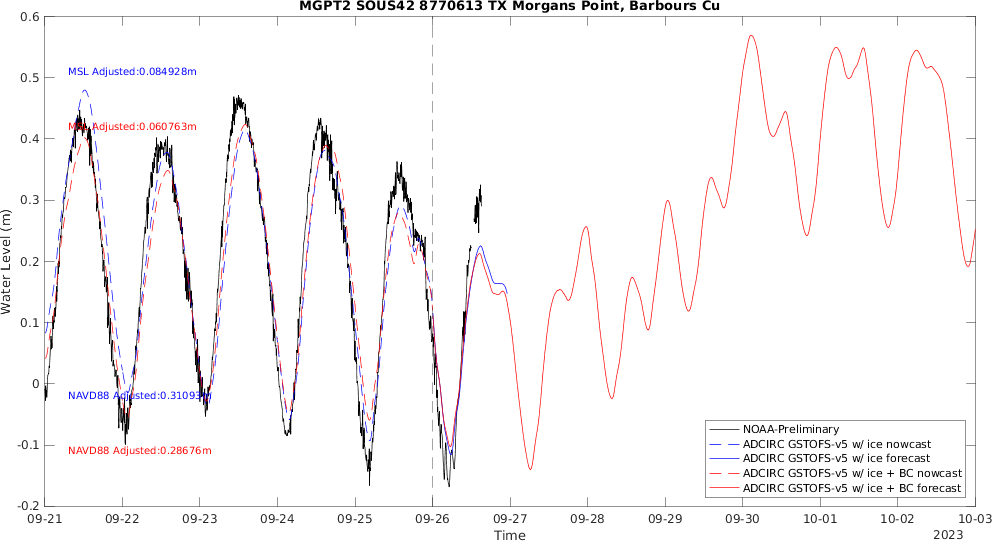 MGPT2 SOUS42 8770613 TX Morgans Point, Barbours Cu
0.6
0.5
0.4
0.3
0.2
0.1
0
-0.1
-0.2
Water Level (m)
MSL Adjusted:0.084928m
MSL Adjusted:0.060763m
NAVD88 Adjusted:0.31093m
NAVD88 Adjusted:0.28676m
NOAA-Preliminary
ADCIRC GSTOFS-v5 w/ ice nowcast
ADCIRC GSTOFS-v5 w/ ice forecast
ADCIRC GSTOFS-v5 w/ ice + BC nowcast
ADCIRC GSTOFS-v5 w/ ice + BC forecast
09-21 09-22 09-23 09-24 09-25 09-26 09-27 09-28 09-29 09-30 10-01 10-02 10-03
Time
2023